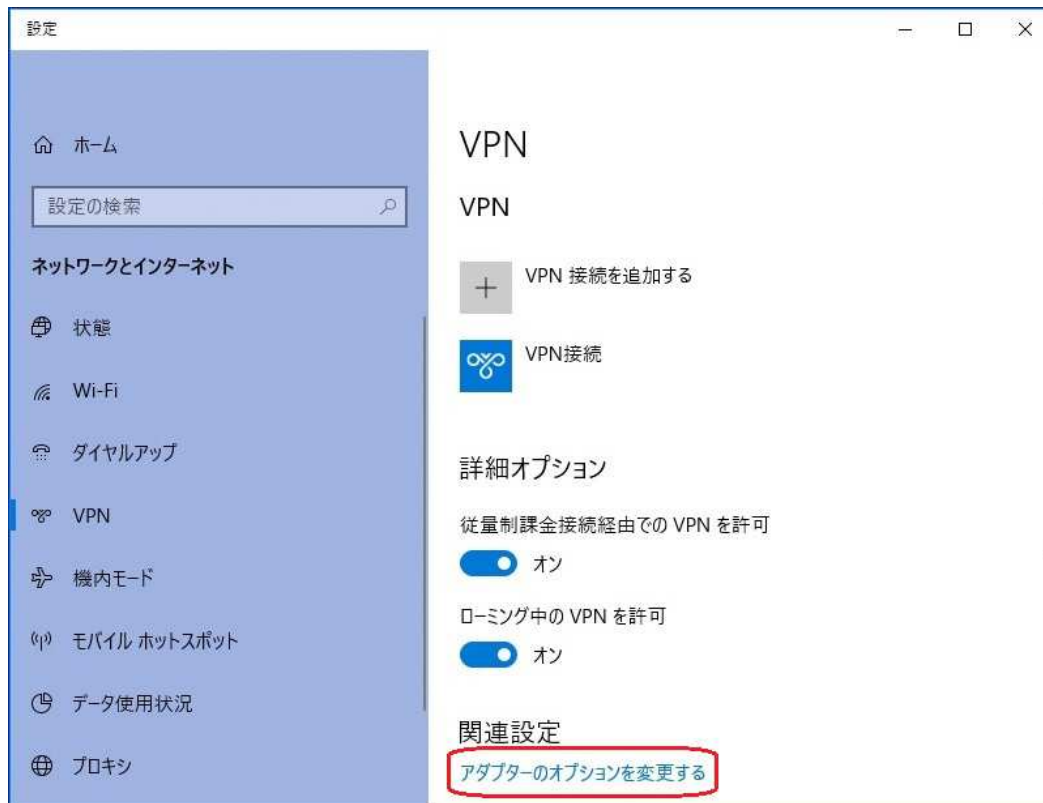 設定
ホーム
設定の検索
ネットワークとインターネット
状態
Wi-Fi
ダイヤルアップ
VPN
機内モード
モバイル ホットスポット
データ使用状況
プロキシ
VPN
VPN
VPN 接続を追加する
VPN接続
詳細オプション
従量制課金接続経由での VPN を許可
オン
ローミング中の VPN を許可
オン
関連設定
アダプターのオプションを変更する